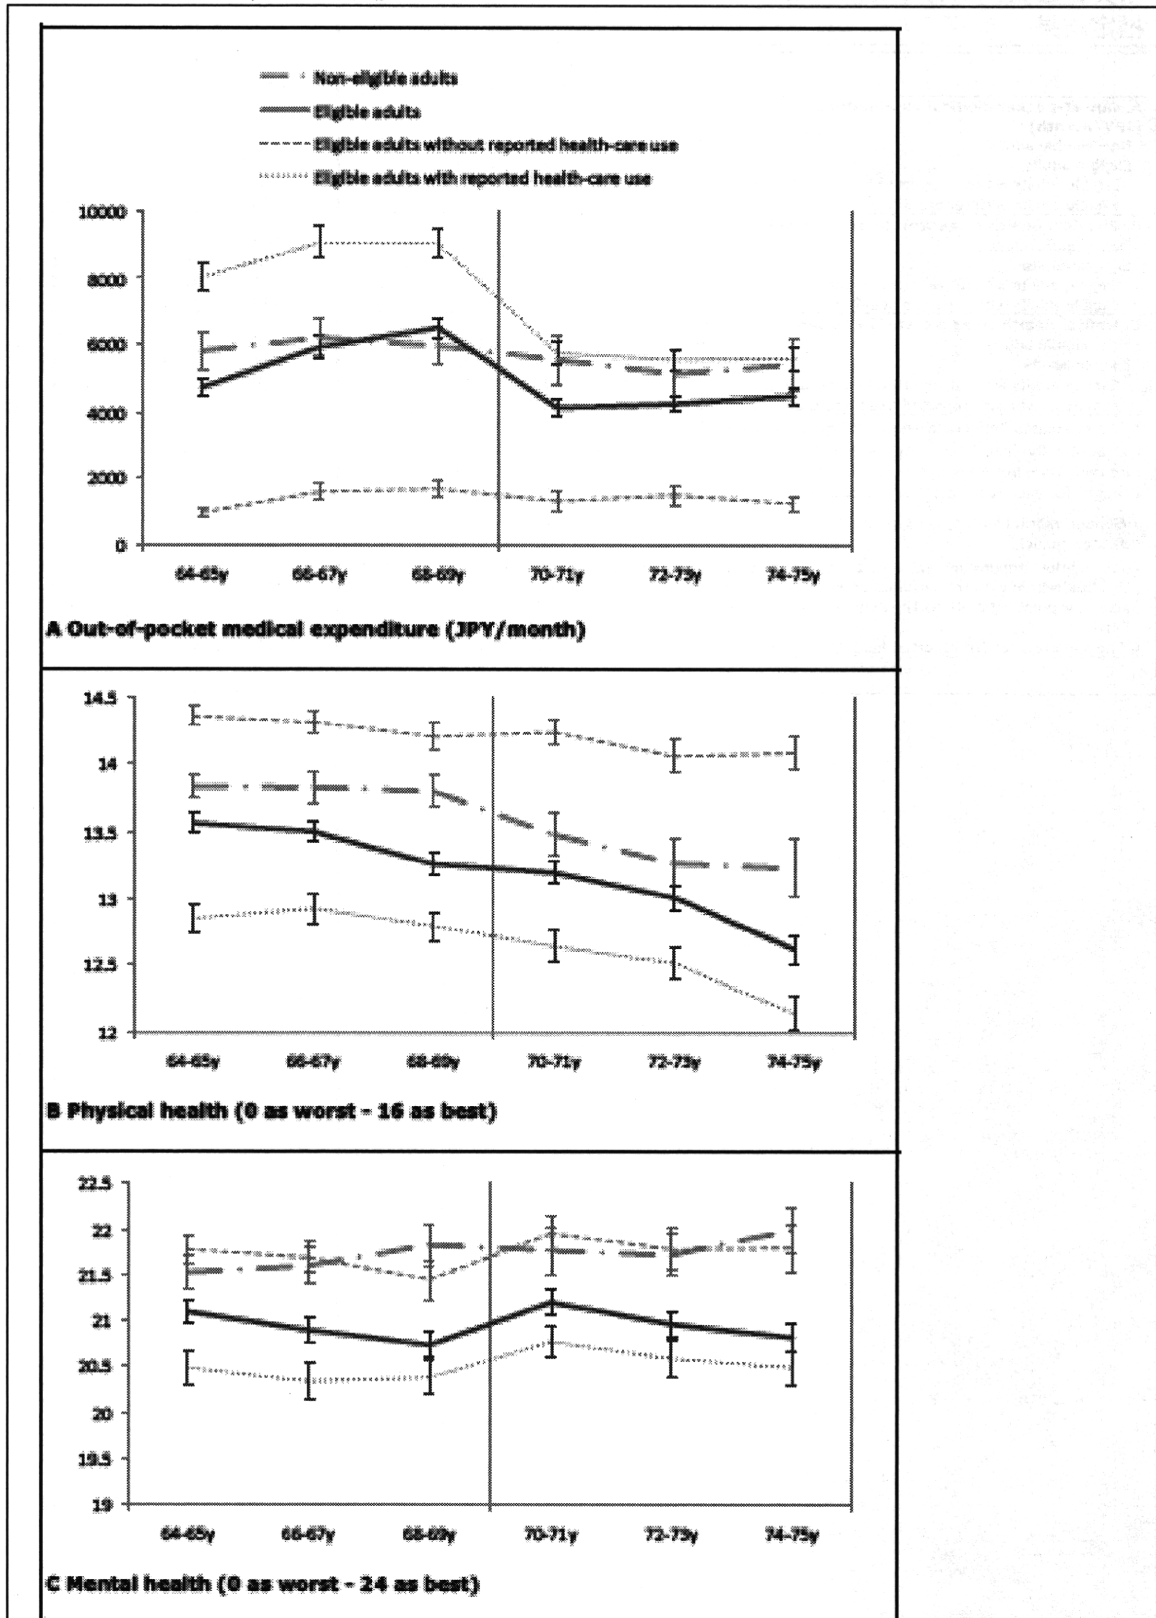 Non-eligible adults
Eligible adults
Eligible adults without reported health-care use
Eligible adults with reported health-care use
10000
8000
6000
4000
2000
0
64-65y 66-67y 68-69y 70-71y 72-73y 74-75y
A Out-of-pocket medical expenditure (JPY/month)
14.5
14
13.5
13
12.5
12
64-65y 66-67y 68-69y 70-71y 72-73y 74-75y
B Physical health (0 as worst - 16 as best)
22.5
22
21.5
21
20.5
20
19.5
19
64-65y 66-67y 68-69y 70-71y 72-73y 74-75y
C Mental health (0 as worst - 24 as best)